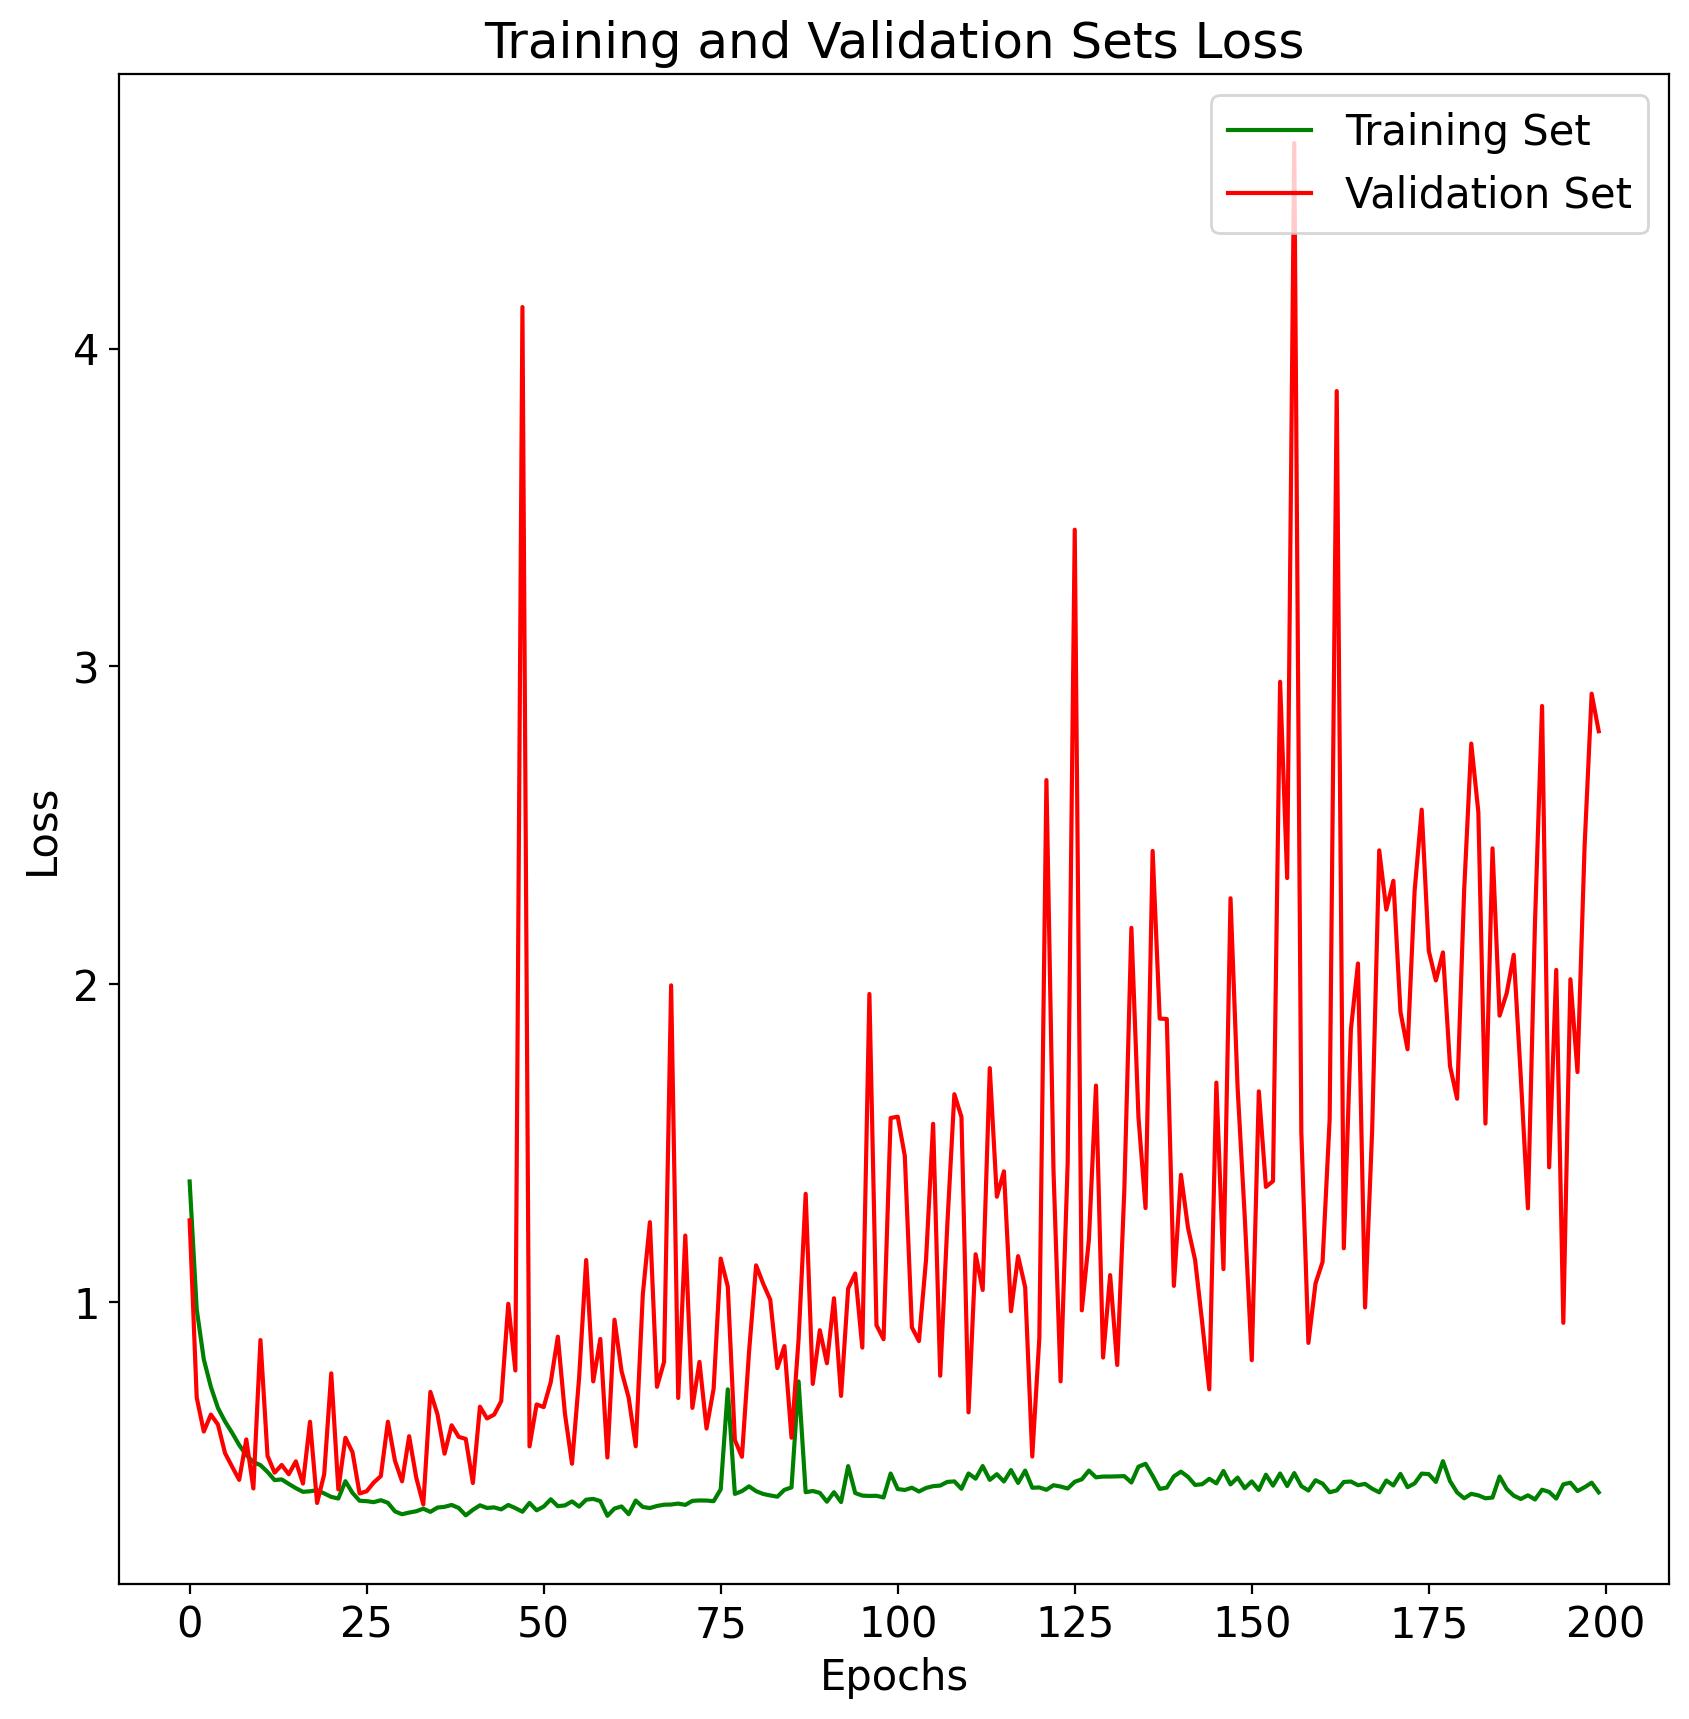 Training and Validation Sets Loss
Training Set
Validation Set
4
3
2
1
Loss
0 25 50 75 100 125 150 175 200
Epochs